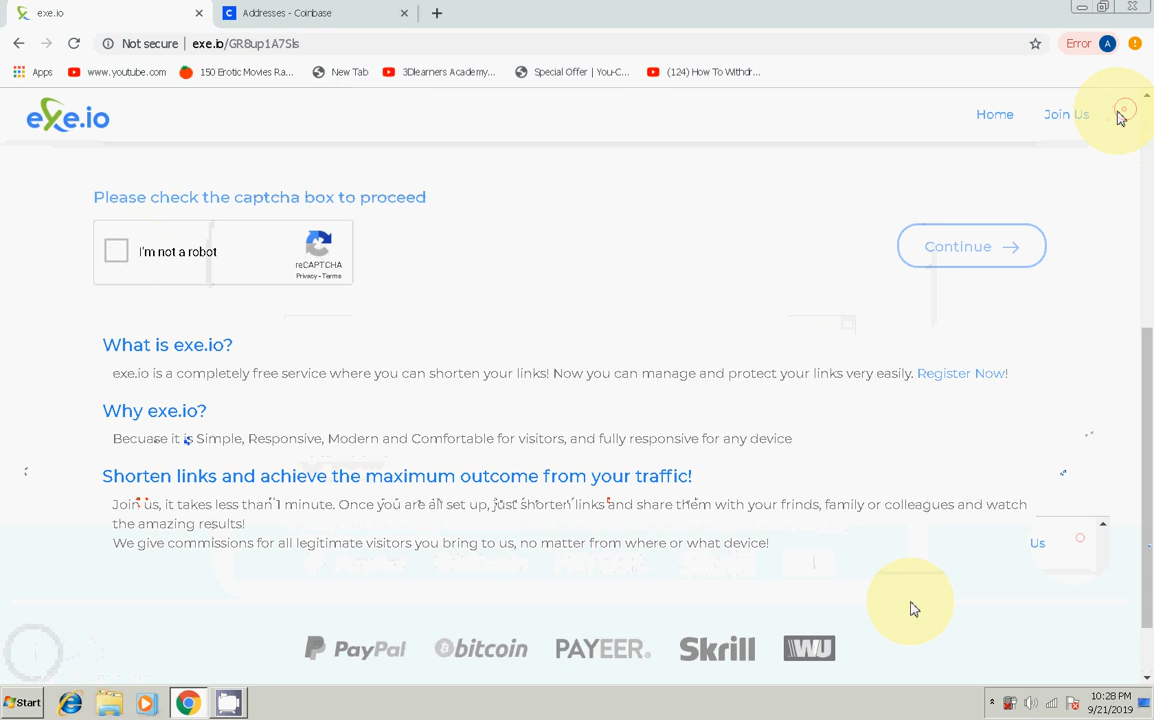 exe.io
Addresses - Coinbase
Not secure | exe.io/GR8up1A7Sls
Error A
Apps www.youtube.com 150 Erotic Movies Ra... New Tab 3Dlearners Academy... Special Offer | You-C... (124) How To Withdr...
exe.io Home Join Us
Please check the captcha box to proceed
I'm not a robot
reCAPTCHA
Privacy - Terms
Continue
What is exe.io?
exe.io is a completely free service where you can shorten your links! Now you can manage and protect your links very easily. Register Now!
Why exe.io?
Becuase it is Simple, Responsive, Modern and Comfortable for visitors, and fully responsive for any device
Shorten links and achieve the maximum outcome from your traffic!
Join us, it takes less than 1 minute. Once you are all set up, just shorten links and share them with your frinds, family or colleagues and watch
the amazing results!
We give commissions for all legitimate visitors you bring to us, no matter from where or what device!
Us
PayPal bitcoin PAYEER. Skrill WU
Start
10:28 PM
9/21/2019